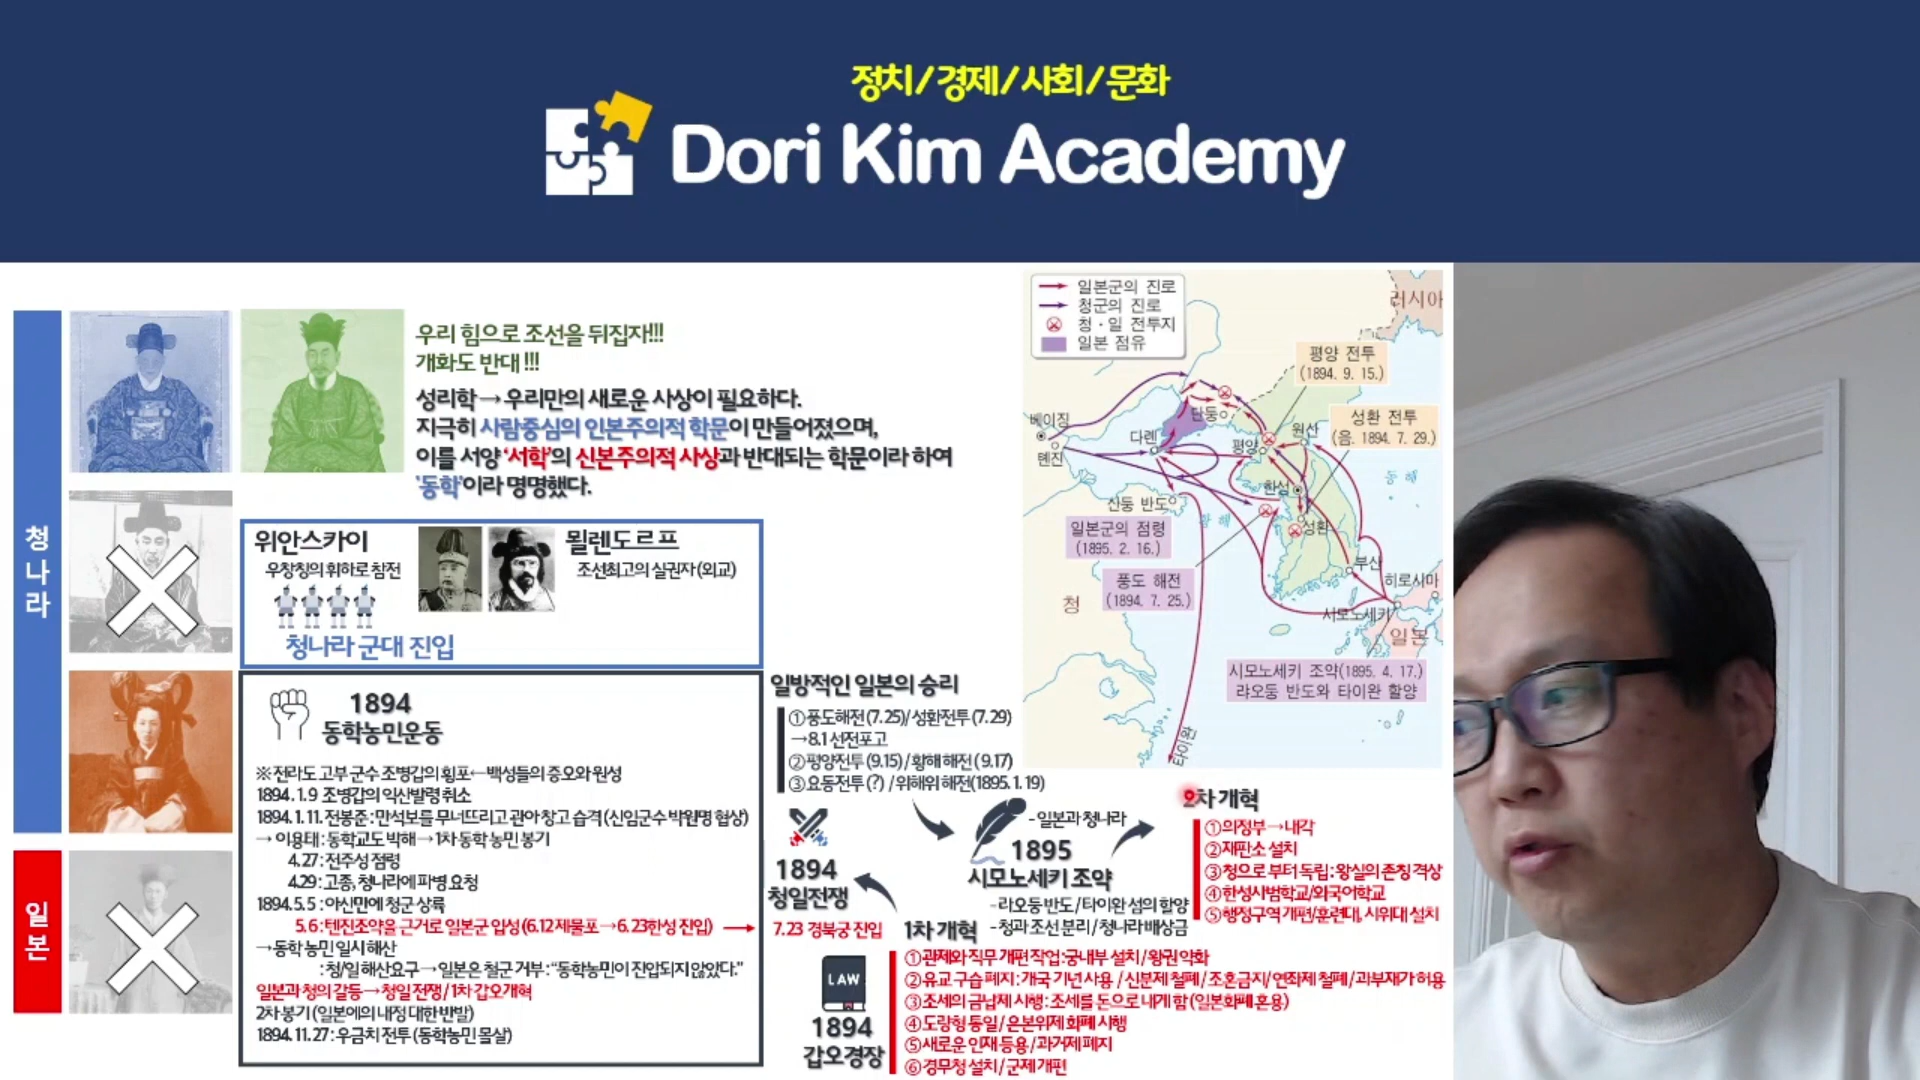 정치/경제/사회/문화
Dori Kim Academy
청나라
일본
우리 힘으로 조선을 뒤집자!!!
개화도 반대 !!!
성리학→우리만의 새로운 사상이 필요하다.
지극히 사람중심의 인본주의적 학문이 만들어졌으며,
이를 서양 '서학'의 신본주의적 사상과 반대되는 학문이라 하여
'동학'이라 명명했다.
위안스카이
우창칭의 휘하로 참전
청나라 군대 진입
묄렌도르프
조선최고의 실권자(외교)
1894
동학농민운동
※전라도 고부 군수 조병갑의 횡포←백성들의 증오와 원성
1894.1.9 조병갑의 익산발령 취소
1894.1.11. 전봉준 : 만석보를 무너뜨리고 관아 창고 습격 (신임군수 박원명 협상)
→ 이용태 : 동학교도 박해→1차 동학 농민 봉기
4.27 : 전주성 점령
4.29 : 고종, 청나라에 파병 요청
1894.5.5 : 아산만에 청군 상륙
5.6 : 텐진조약을 근거로 일본군 입성 (6.12 제물포→6.23한성 진입)
→동학 농민 일시 해산
: 청/일 해산요구→일본은 철군 거부 : "동학농민이 진압되지 않았다."
일본과 청의 갈등→청일 전쟁/1차 갑오개혁
2차 봉기 (일본에의 내정 대한 반발)
1894.11.27 : 우금치 전투 (동학농민 몰살)
일방적인 일본의 승리
①풍도해전 (7.25)/ 성환전투 (7.29)
→8.1 선전포고
②평양전투 (9.15) / 황해 해전 (9.17)
③요동전투 (?) / 위해위 해전(1895.1.19)
1894
청일전쟁
7.23 경복궁 진입
-일본과 청나라
1895
시모노세키 조약
-랴오둥 반도/타이완 섬의 할양
-청과 조선 분리/청나라 배상금
2차 개혁
①의정부→내각
②재판소 설치
③청으로 부터 독립 : 왕실의 존칭 격상
④한성사범학교/외국어학교
⑤행정구역 개편/훈련대, 시위대 설치
LAW
1894
갑오경장
1차 개혁
①관제와 직무 개편 작업:궁내부 설치/왕권 약화
②유교 구습 폐지 : 개국 기년 사용 / 신분제 철폐/조혼금지/연좌제 철폐/과부재가 허용
③조세의 금납제 시행 : 조세를 돈으로 내게 함 (일본화폐 혼용)
④도량형 통일/은본위제 화폐 시행
⑤새로운 인재 등용/과거제 폐지
⑥경무청 설치/군제 개편
일본군의 진로
청군의 진로
청 · 일 전투지
일본 점유
러시아
평양 전투
(1894. 9. 15.)
성환 전투
(음. 1894. 7. 29.)
베이징
톈진
다롄
단둥
평양
원산
동해
한성
산둥 반도
황해
성환
일본군의 점령
(1895. 2. 16.)
풍도 해전
(1894. 7. 25.)
부산
히로시마
시모노세키
일본
청
시모노세키 조약(1895. 4. 17.)
랴오둥 반도와 타이완 할양
타이완